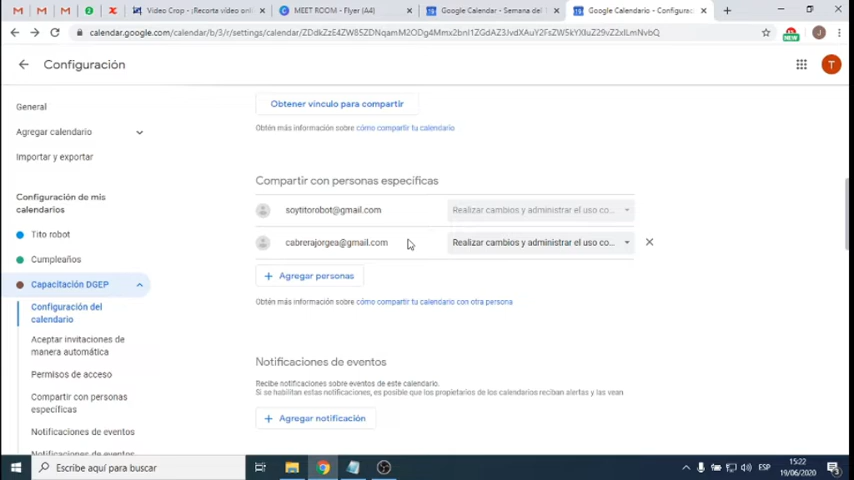 Video Crop - ¡Recorta vídeo onl
MEET ROOM - Flyer (A4)
Google Calendar - Semana del
Google Calendario - Configurac
calendar.google.com
New
J
Configuración
T
Obtener vínculo para compartir
General
Obtén más información sobre cómo compartir tu calendario
Agregar calendario
Importar y exportar
Compartir con personas específicas
Configuración de mis
calendarios
soytitorobot@gmail.com
Realizar cambios y administrar el uso co...
Tito robot
cabrerajorgea@gmail.com
Realizar cambios y administrar el uso co...
Cumpleaños
Agregar personas
Capacitación DGEP
Obtén más información sobre cómo compartir tu calendario con otra persona
Configuración del
calendario
Aceptar invitaciones de
manera automática
Notificaciones de eventos
Permisos de acceso
Recibe notificaciones sobre eventos de este calendario.
Si se habilitan estas notificaciones, es posible que los propietarios de los calendarios reciban alertas y las vean
Compartir con personas
específicas
Agregar notificación
Notificaciones de eventos
Escribe aquí para buscar
ESP
15:22
19/06/2020